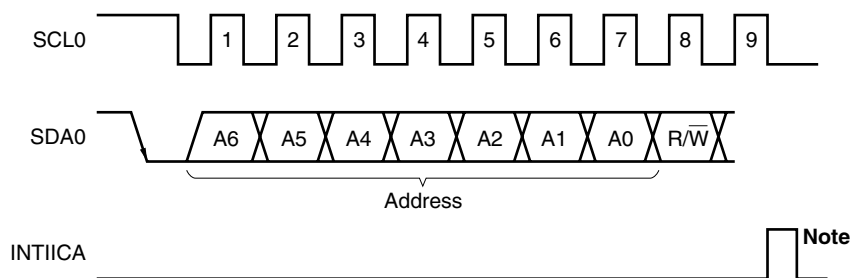 SCL0 1 2 3 4 5 6 7 8 9
SDA0 A6 A5 A4 A3 A2 A1 A0 R/W̅
Address
INTIICA Note